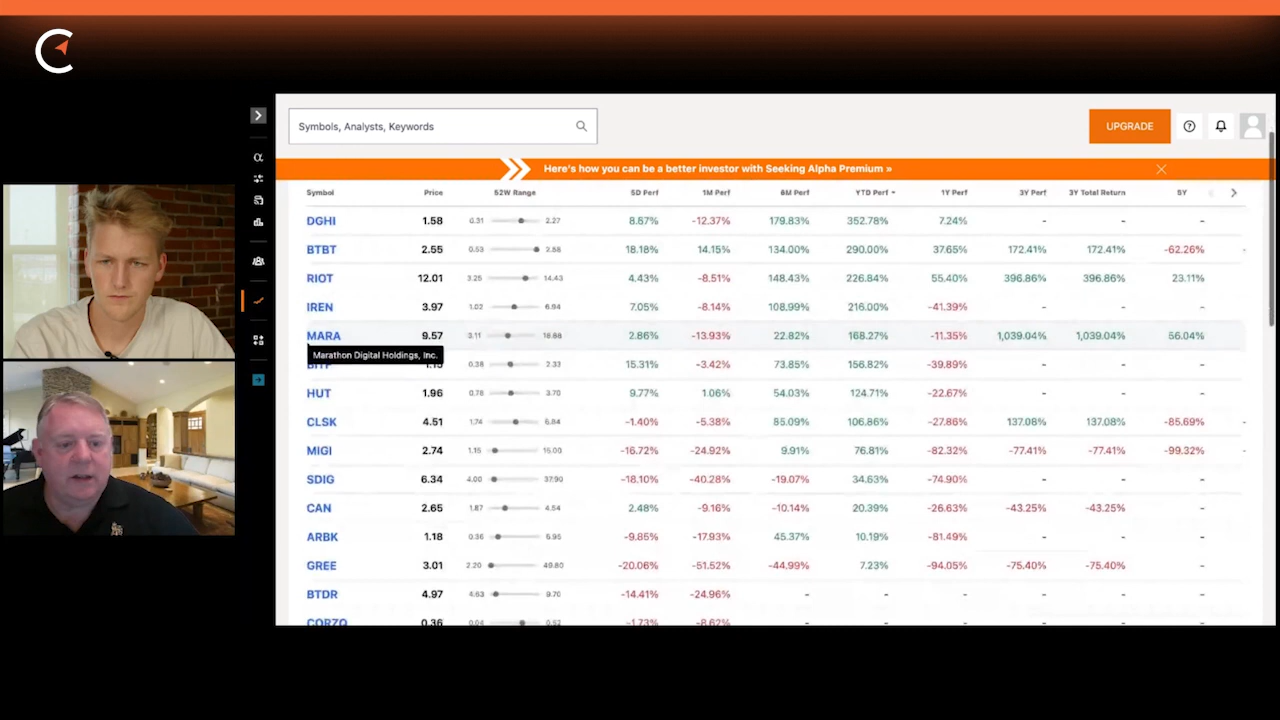 Symbols, Analysts, Keywords
UPGRADE
Here's how you can be a better investor with Seeking Alpha Premium »
Symbol Price 52W Range 5D Perf 1M Perf 6M Perf YTD Perf 1Y Perf 3Y Perf 3Y Total Return 5Y
DGHI 1.58 0.31 2.27 8.67% -12.37% 179.83% 352.78% 7.24% - - -
BTBT 2.55 0.53 2.88 18.18% 14.15% 134.00% 290.00% 37.65% 172.41% 172.41% -62.26% -
RIOT 12.01 3.25 14.43 4.43% -8.51% 148.43% 226.84% 55.40% 396.86% 396.86% 23.11%
IREN 3.97 1.02 6.94 7.05% -8.14% 108.99% 216.00% -41.39% - - -
MARA 9.57 3.11 18.88 2.86% -13.93% 22.82% 168.27% -11.35% 1,039.04% 1,039.04% 56.04%
Marathon Digital Holdings, Inc.
0.38 2.33 15.31% -3.42% 73.85% 156.82% -39.89% - - -
HUT 1.96 0.78 3.70 9.77% 1.06% 54.03% 124.71% -22.67% - - -
CLSK 4.51 1.74 6.84 -1.40% -5.38% 85.09% 106.86% -27.86% 137.08% 137.08% -85.69% -
MIGI 2.74 1.15 15.00 -16.72% -24.92% 9.91% 76.81% -82.32% -77.41% -77.41% -99.32% -
SDIG 6.34 4.00 37.90 -18.10% -40.28% -19.07% 34.63% -74.90% - - -
CAN 2.65 1.87 4.54 2.48% -9.16% -10.14% 20.39% -26.63% -43.25% -43.25% -
ARBK 1.18 0.36 6.95 -9.85% -17.93% 45.37% 10.19% -81.49% - - -
GREE 3.01 2.20 49.80 -20.06% -51.52% -44.99% 7.23% -94.05% -75.40% -75.40% -
BTDR 4.97 4.63 9.70 -14.41% -24.96% - - - - - -
CORZQ 0.36 0.04 0.52 -1.73% -8.62% - - - - - -